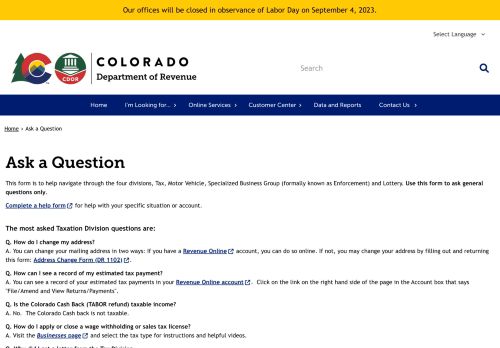 Our offices will be closed in observance of Labor Day on September 4, 2023.
Select Language
COLORADO
Department of Revenue
CDOR
Search
Home
I'm Looking for...
Online Services
Customer Center
Data and Reports
Contact Us
Home › Ask a Question
Ask a Question
This form is to help navigate through the four divisions, Tax, Motor Vehicle, Specialized Business Group (formally known as Enforcement) and Lottery. Use this form to ask general
questions only.
Complete a help form for help with your specific situation or account.
The most asked Taxation Division questions are:
Q. How do I change my address?
A. You can change your mailing address in two ways: if you have a Revenue Online account, you can do so online. If not, you may change your address by filling out and returning
this form: Address Change Form (DR 1102).
Q. How can I see a record of my estimated tax payment?
A. You can see a record of your estimated tax payments in your Revenue Online account. Click on the link on the right hand side of the page in the Account box that says
"File/Amend and View Returns/Payments".
Q. Is the Colorado Cash Back (TABOR refund) taxable income?
A. No. The Colorado Cash back is not taxable.
Q. How do I apply or close a wage withholding or sales tax license?
A. Visit the Businesses page and select the tax type for instructions and helpful videos.